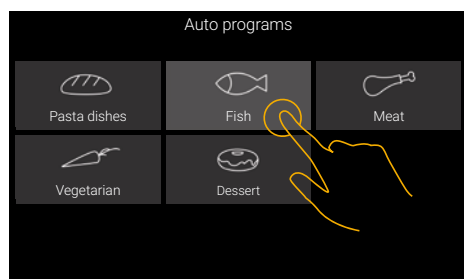 Auto programs
Pasta dishes
Fish
Meat
Vegetarian
Dessert